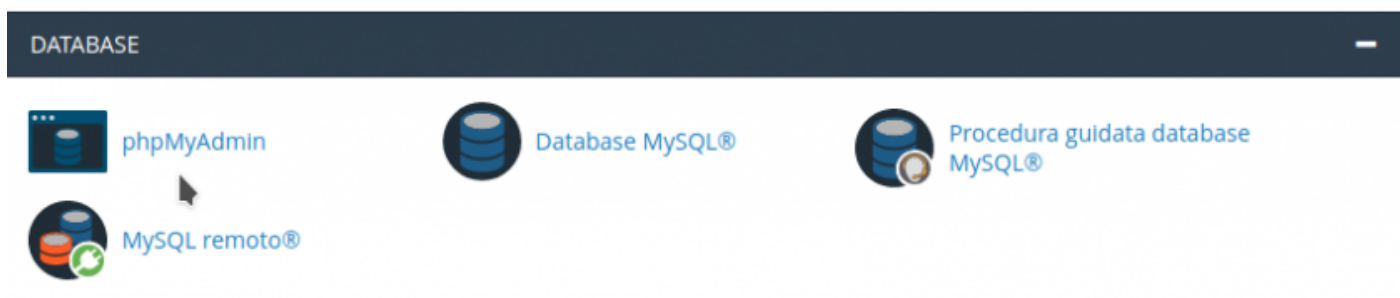 DATABASE
phpMyAdmin
Database MySQL®
Procedura guidata database
MySQL®
MySQL remoto®